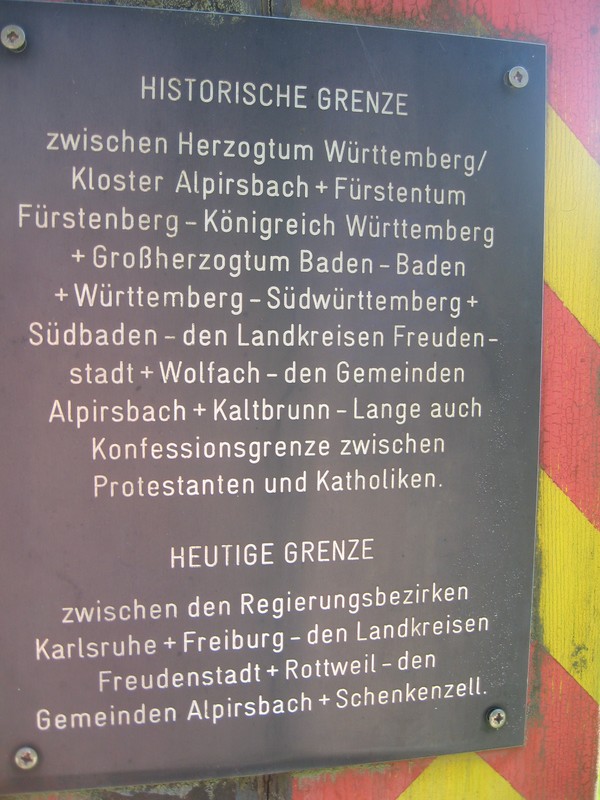 HISTORISCHE GRENZE
zwischen Herzogtum Württemberg/
Kloster Alpirsbach + Fürstentum
Fürstenberg – Königreich Württemberg
+ Großherzogtum Baden – Baden
+ Württemberg – Südwürttemberg +
Südbaden – den Landkreisen Freuden-
stadt + Wolfach – den Gemeinden
Alpirsbach + Kaltbrunn – Lange auch
Konfessionsgrenze zwischen
Protestanten und Katholiken.
HEUTIGE GRENZE
zwischen den Regierungsbezirken
Karlsruhe + Freiburg – den Landkreisen
Freudenstadt + Rottweil – den
Gemeinden Alpirsbach + Schenkenzell.